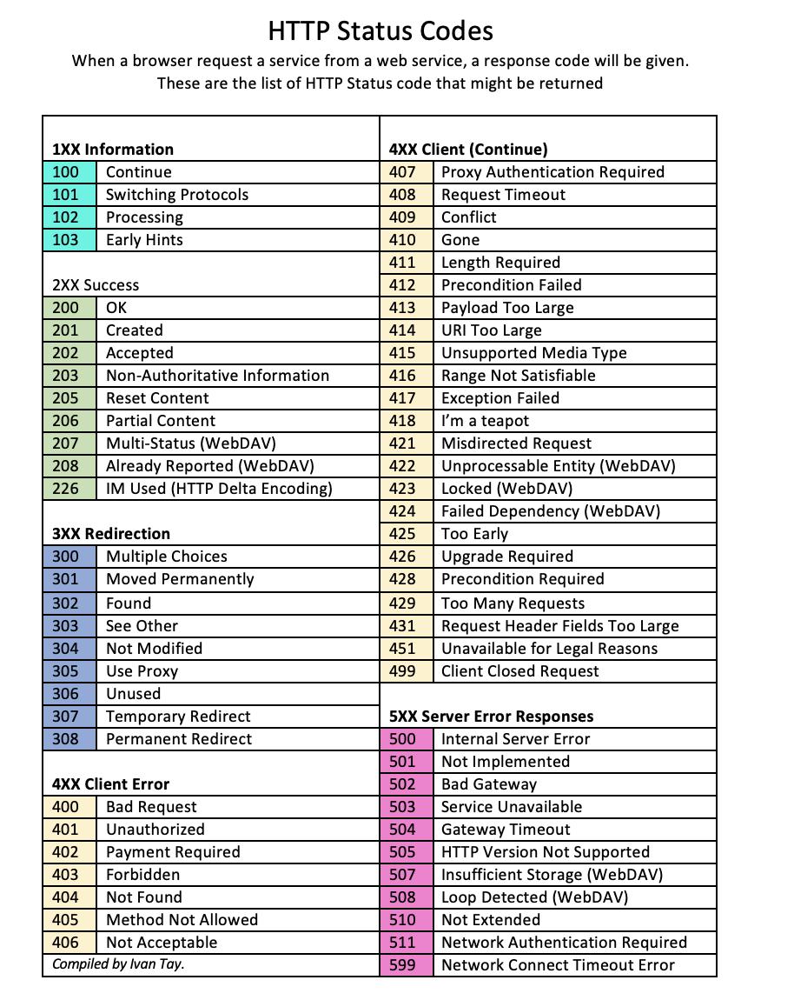 HTTP Status Codes
When a browser request a service from a web service, a response code will be given.
These are the list of HTTP Status code that might be returned
1XX Information
100 Continue
101 Switching Protocols
102 Processing
103 Early Hints
2XX Success
200 OK
201 Created
202 Accepted
203 Non-Authoritative Information
205 Reset Content
206 Partial Content
207 Multi-Status (WebDAV)
208 Already Reported (WebDAV)
226 IM Used (HTTP Delta Encoding)
3XX Redirection
300 Multiple Choices
301 Moved Permanently
302 Found
303 See Other
304 Not Modified
305 Use Proxy
306 Unused
307 Temporary Redirect
308 Permanent Redirect
4XX Client Error
400 Bad Request
401 Unauthorized
402 Payment Required
403 Forbidden
404 Not Found
405 Method Not Allowed
406 Not Acceptable
Compiled by Ivan Tay.
4XX Client (Continue)
407 Proxy Authentication Required
408 Request Timeout
409 Conflict
410 Gone
411 Length Required
412 Precondition Failed
413 Payload Too Large
414 URI Too Large
415 Unsupported Media Type
416 Range Not Satisfiable
417 Exception Failed
418 I’m a teapot
421 Misdirected Request
422 Unprocessable Entity (WebDAV)
423 Locked (WebDAV)
424 Failed Dependency (WebDAV)
425 Too Early
426 Upgrade Required
428 Precondition Required
429 Too Many Requests
431 Request Header Fields Too Large
451 Unavailable for Legal Reasons
499 Client Closed Request
5XX Server Error Responses
500 Internal Server Error
501 Not Implemented
502 Bad Gateway
503 Service Unavailable
504 Gateway Timeout
505 HTTP Version Not Supported
507 Insufficient Storage (WebDAV)
508 Loop Detected (WebDAV)
510 Not Extended
511 Network Authentication Required
599 Network Connect Timeout Error